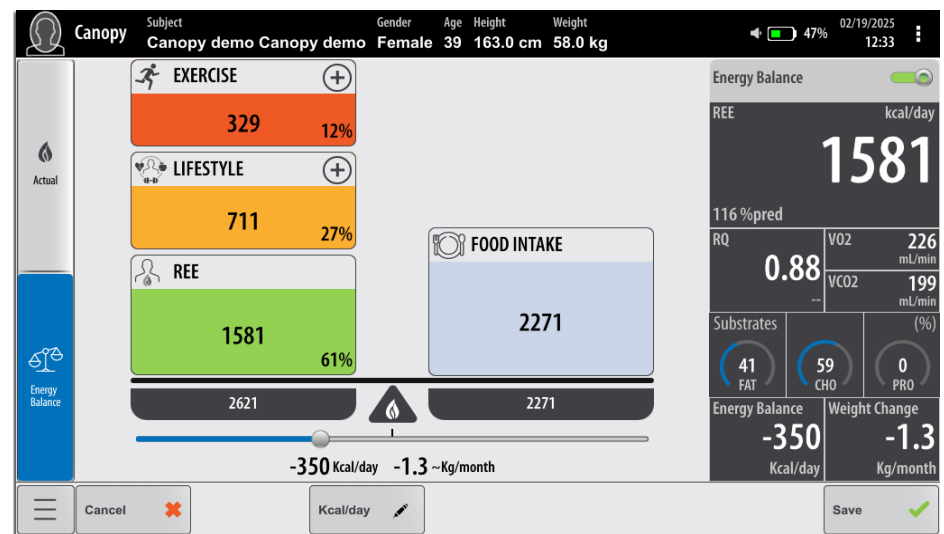 Canopy
Subject
Canopy demo Canopy demo
Gender
Female
Age
39
Height
163.0 cm
Weight
58.0 kg
47%
02/19/2025
12:33
Actual
Energy
Balance
EXERCISE
329
12%
LIFESTYLE
711
27%
REE
1581
61%
2621
FOOD INTAKE
2271
2271
-350 Kcal/day -1.3 ~Kg/month
Energy Balance
REE kcal/day
1581
116 %pred
RQ
0.88
--
VO2 226
mL/min
VCO2 199
mL/min
Substrates (%)
41
FAT
59
CHO
0
PRO
Energy Balance
-350
Kcal/day
Weight Change
-1.3
Kg/month
Cancel
Kcal/day
Save